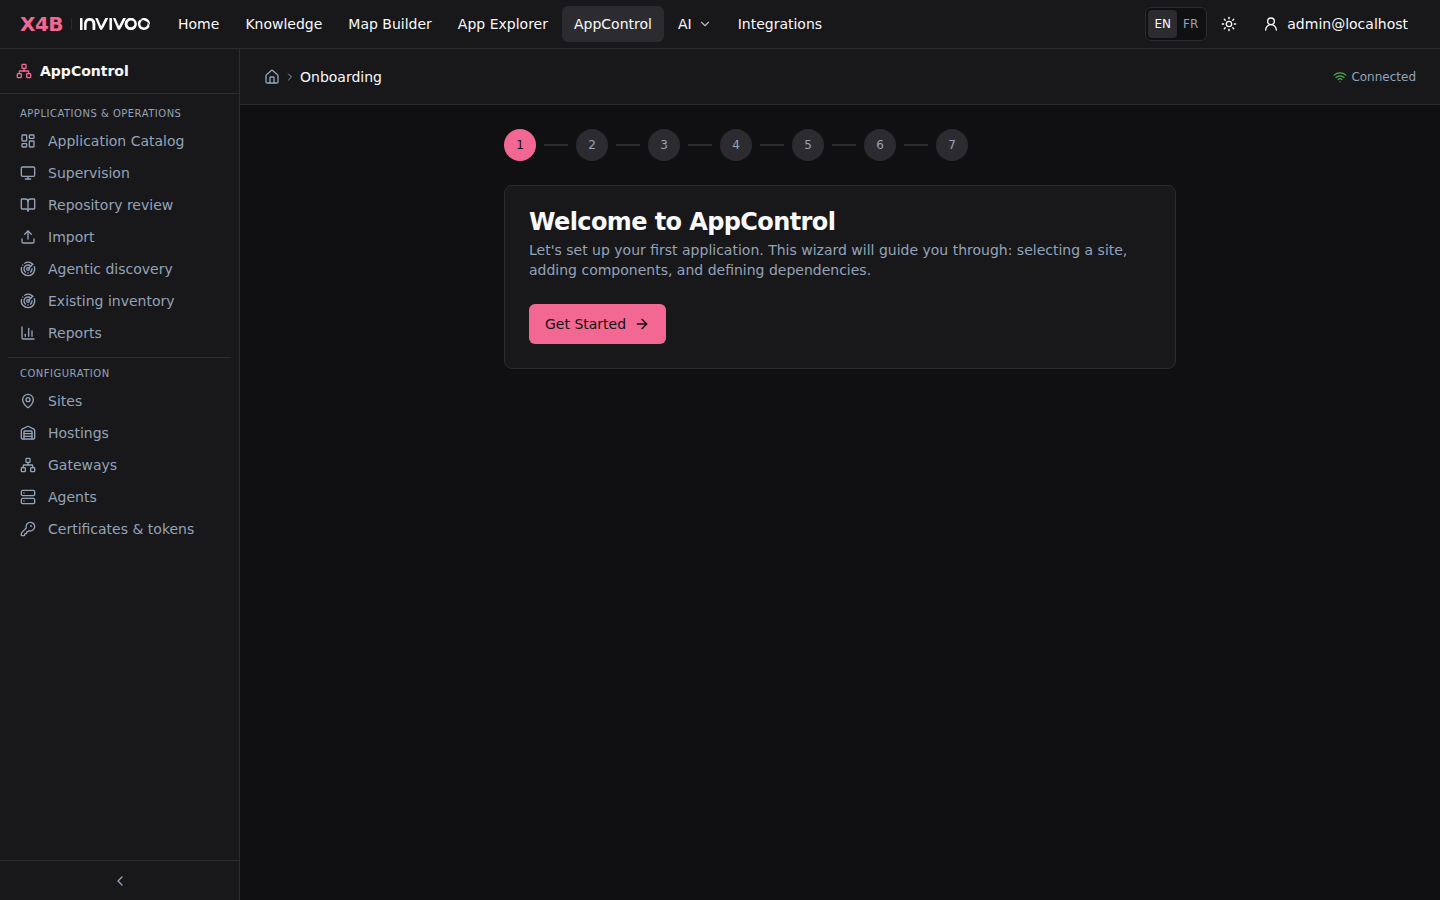 X4B INVIVOO Home Knowledge Map Builder App Explorer AppControl AI Integrations EN FR admin@localhost
AppControl
Onboarding
Connected
APPLICATIONS & OPERATIONS
Application Catalog
Supervision
Repository review
Import
Agentic discovery
Existing inventory
Reports
CONFIGURATION
Sites
Hostings
Gateways
Agents
Certificates & tokens
1 2 3 4 5 6 7
Welcome to AppControl
Let's set up your first application. This wizard will guide you through: selecting a site,
adding components, and defining dependencies.
Get Started